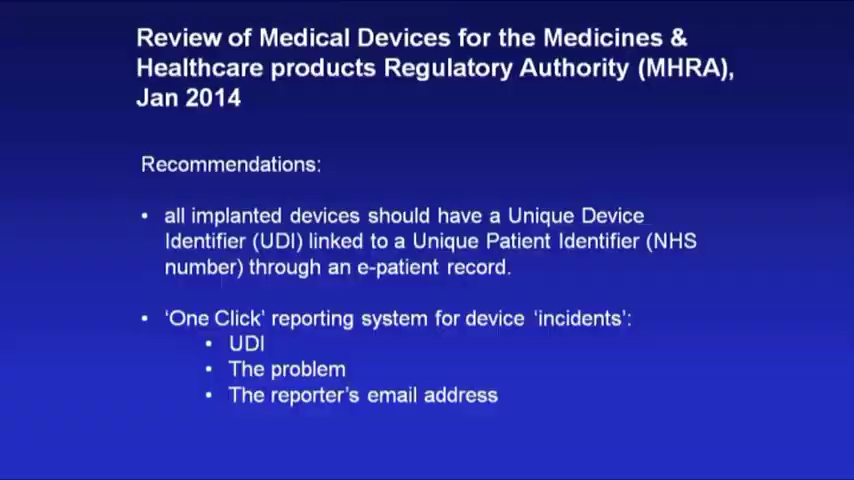 Review of Medical Devices for the Medicines &
Healthcare products Regulatory Authority (MHRA),
Jan 2014
Recommendations:
• all implanted devices should have a Unique Device
Identifier (UDI) linked to a Unique Patient Identifier (NHS
number) through an e-patient record.
• ‘One Click’ reporting system for device ‘incidents’:
• UDI
• The problem
• The reporter’s email address